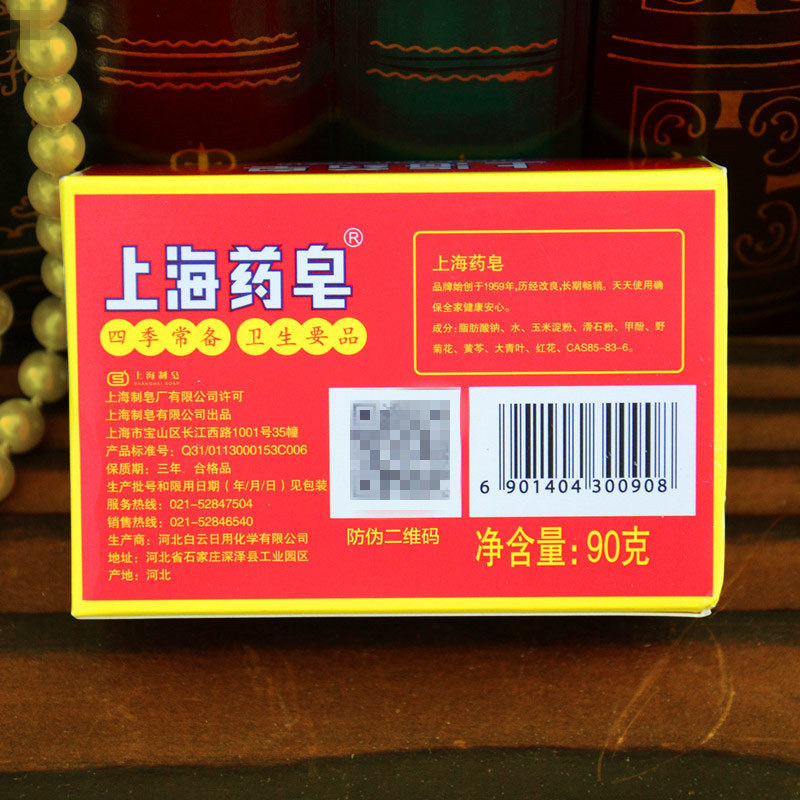 上海药皂®
四季常备 卫生要品
上海制皂
SHANGHAI SOAP
上海制皂厂有限公司许可
上海制皂有限公司出品
上海市宝山区长江西路1001号35幢
产品标准号：Q31/0113000153C006
保质期：三年 合格品
生产批号和限用日期（年/月/日）见包装
服务热线：021-52847504
销售热线：021-52846540
生产商：河北白云日用化学有限公司
地址：河北省石家庄深泽县工业园区
产地：河北
上海药皂
品牌始创于1959年,历经改良,长期畅销。天天使用确
保全家健康安心。
成分：脂肪酸钠、水、玉米淀粉、滑石粉、甲酚、野
菊花、黄芩、大青叶、红花、CAS85-83-6。
防伪二维码
6 901404 300908
净含量：90克